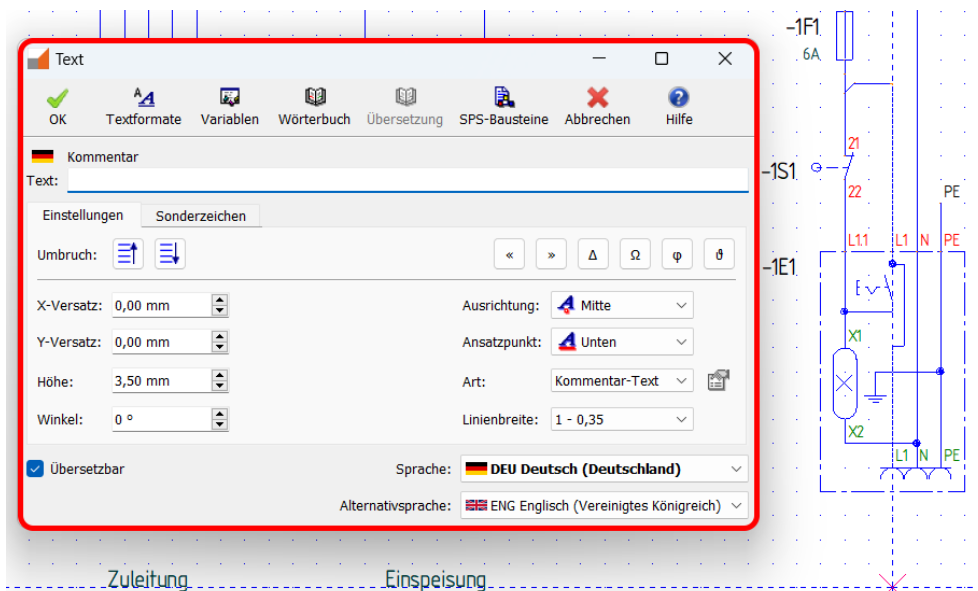 Text
OK Textformate Variablen Wörterbuch Übersetzung SPS-Bausteine Abbrechen Hilfe
Kommentar
Text:
Einstellungen Sonderzeichen
Umbruch: « » Δ Ω φ ϑ
X-Versatz: 0,00 mm Ausrichtung: Mitte
Y-Versatz: 0,00 mm Ansatzpunkt: Unten
Höhe: 3,50 mm Art: Kommentar-Text
Winkel: 0 ° Linienbreite: 1 - 0,35
Übersetzbar Sprache: DEU Deutsch (Deutschland)
Alternativsprache: ENG Englisch (Vereinigtes Königreich)
Zuleitung Einspeisung
-1F1
6A
21
-1S1
22 PE
L1.1 L1 N PE
-1E1
E
X1
X2
L1 N PE